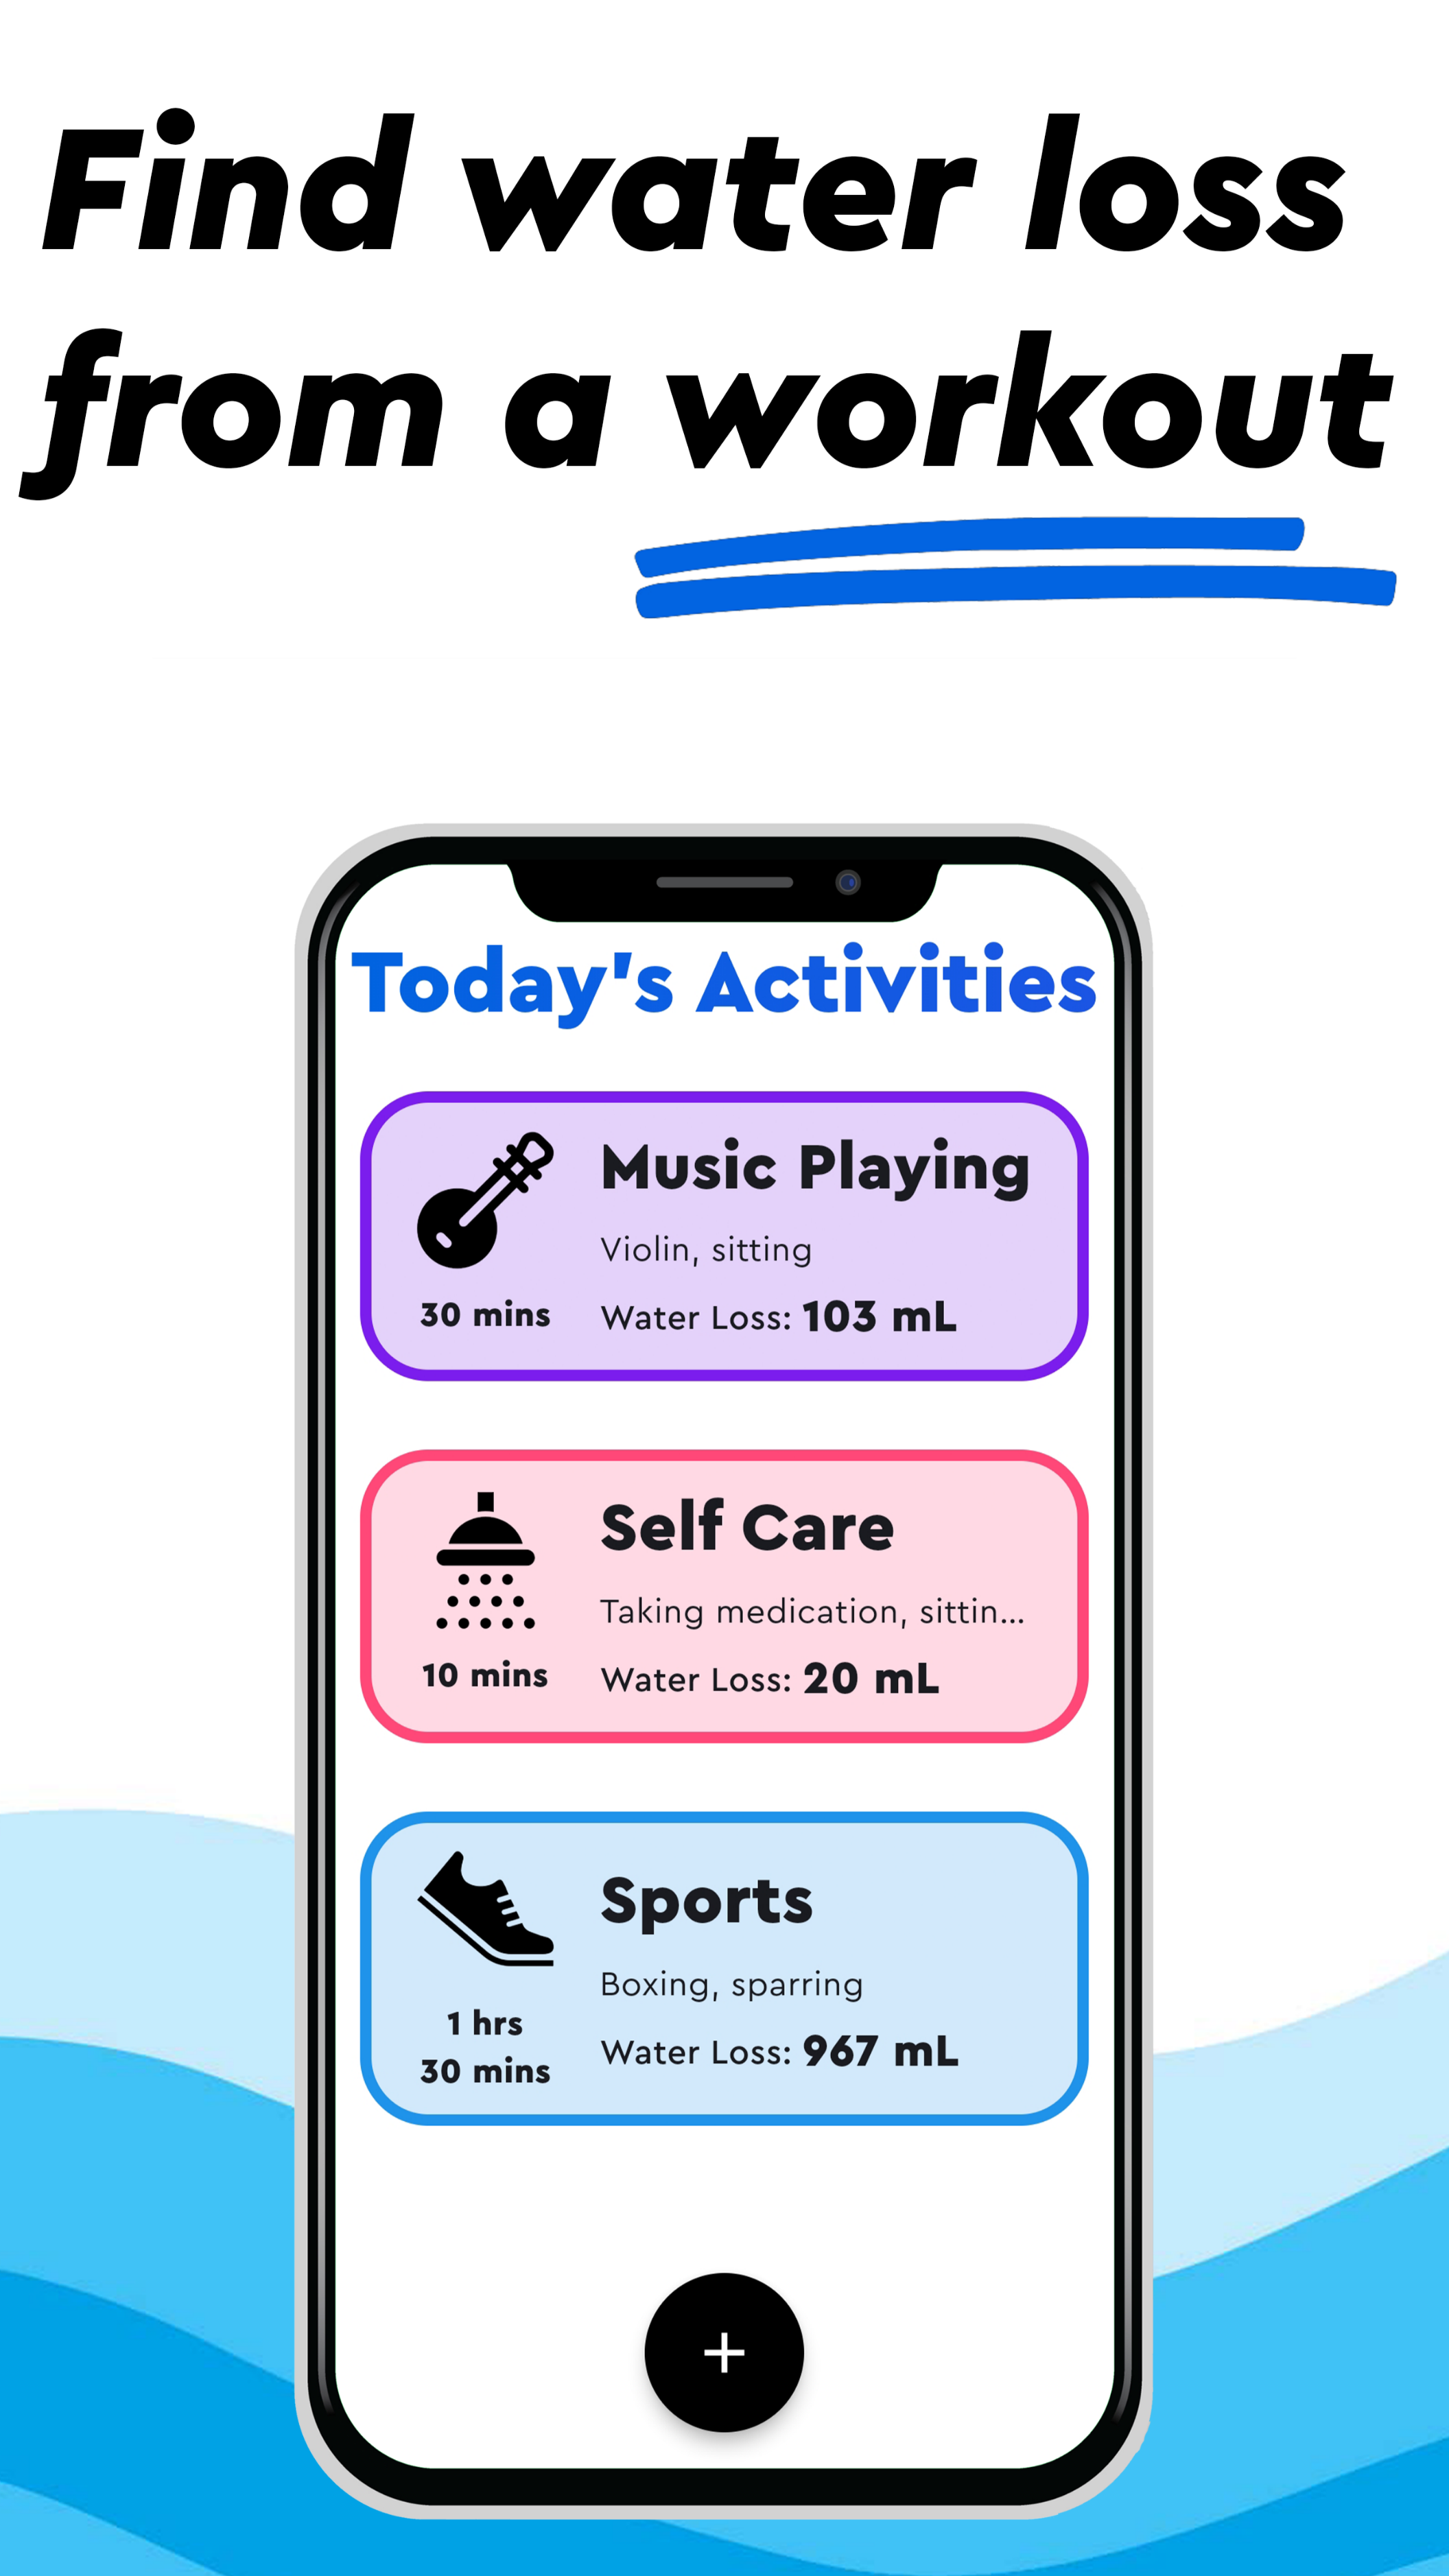 Find water loss
from a workout
Today's Activities
Music Playing
Violin, sitting
30 mins
Water Loss: 103 mL
Self Care
Taking medication, sittin...
10 mins
Water Loss: 20 mL
Sports
Boxing, sparring
1 hrs
30 mins
Water Loss: 967 mL
+